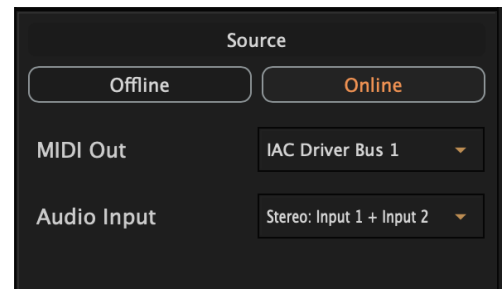 Source
Offline Online
MIDI Out IAC Driver Bus 1
Audio Input Stereo: Input 1 + Input 2